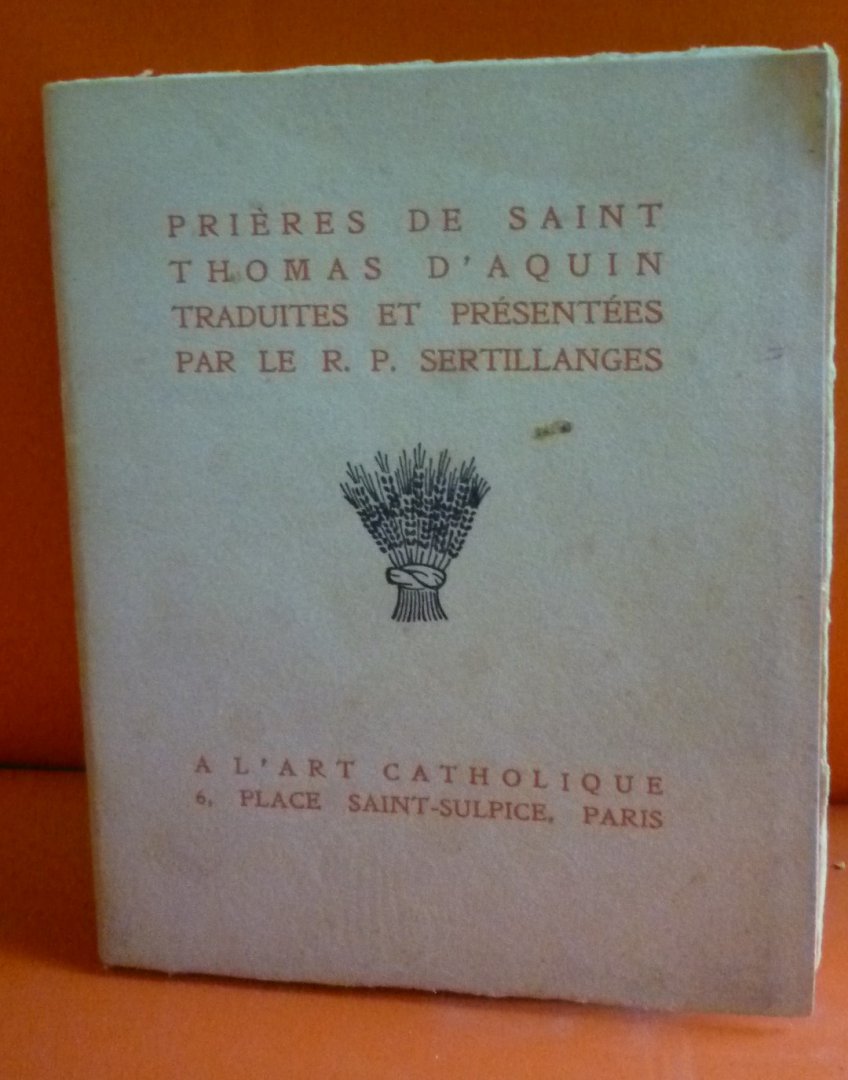 PRIÈRES DE SAINT
THOMAS D'AQUIN
TRADUITES ET PRÉSENTÉES
PAR LE R. P. SERTILLANGES
A L'ART CATHOLIQUE
6, PLACE SAINT-SULPICE, PARIS